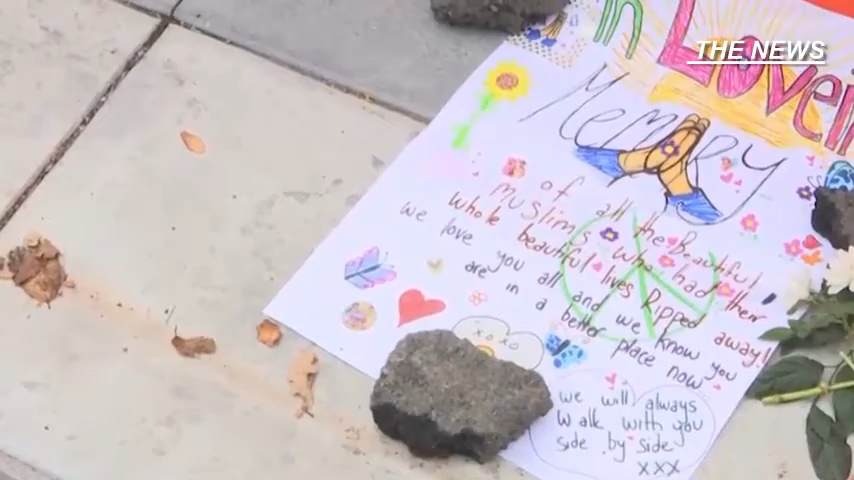 THE NEWS
in Lovein
Memory
of all the Beautiful
muslims who had their
whole beautiful lives Ripped away!
we love you all and we know you
are in a better place now.
xoxo
we will always
walk with you
side by side
xxx